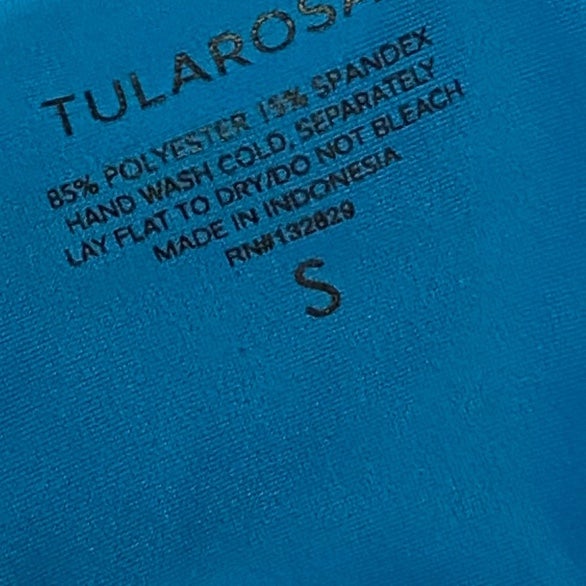 TULAROSA
85% POLYESTER 15% SPANDEX
HAND WASH COLD, SEPARATELY
LAY FLAT TO DRY/DO NOT BLEACH
MADE IN INDONESIA
RN#132829
S